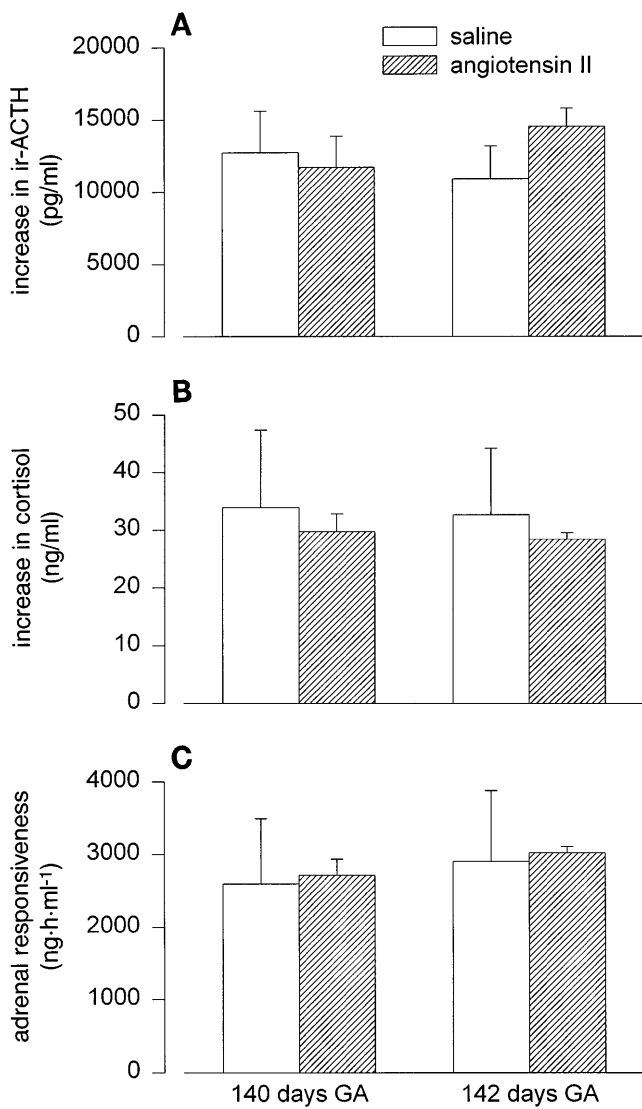 A
saline
angiotensin II
increase in ir-ACTH
(pg/ml)
20000
15000
10000
5000
0
B
increase in cortisol
(ng/ml)
50
40
30
20
10
0
C
adrenal responsiveness
(ng·h·ml⁻¹)
4000
3000
2000
1000
0
140 days GA
142 days GA